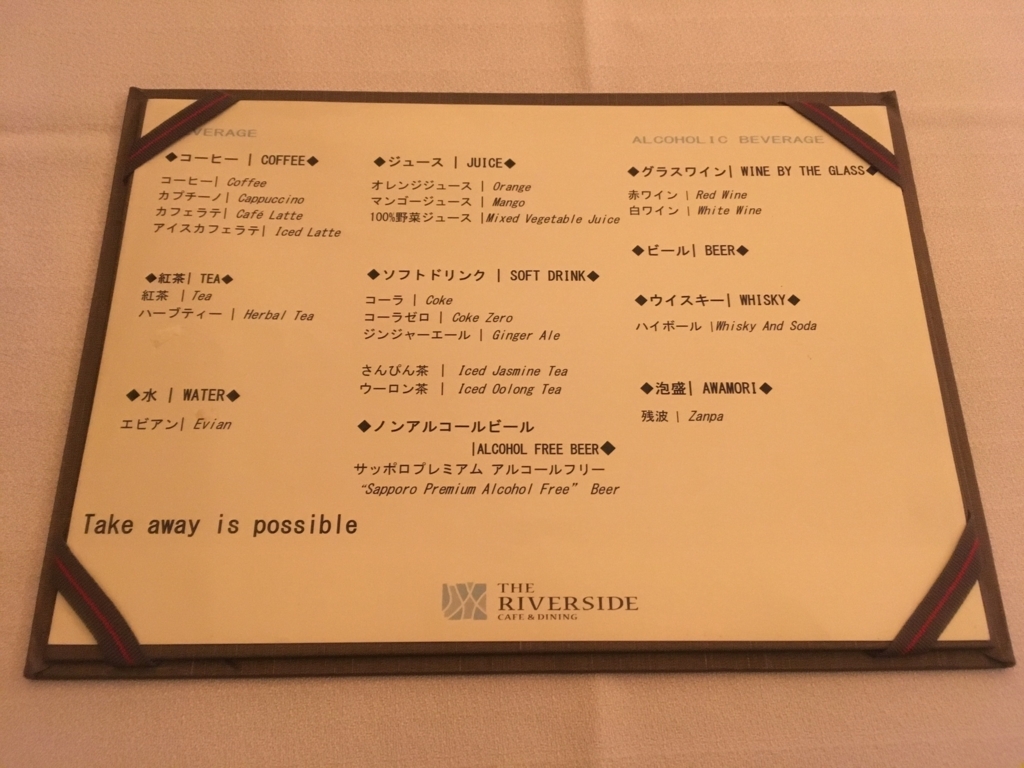 VERAGE
◆コーヒー | COFFEE◆
コーヒー| Coffee
カプチーノ| Cappuccino
カフェラテ| Café Latte
アイスカフェラテ| Iced Latte
◆紅茶| TEA◆
紅茶 | Tea
ハーブティー | Herbal Tea
◆水 | WATER◆
エビアン| Evian
◆ジュース | JUICE◆
オレンジジュース | Orange
マンゴージュース | Mango
100%野菜ジュース |Mixed Vegetable Juice
◆ソフトドリンク | SOFT DRINK◆
コーラ | Coke
コーラゼロ | Coke Zero
ジンジャーエール | Ginger Ale
さんぴん茶 | Iced Jasmine Tea
ウーロン茶 | Iced Oolong Tea
◆ノンアルコールビール
|ALCOHOL FREE BEER◆
サッポロプレミアム アルコールフリー
“Sapporo Premium Alcohol Free” Beer
ALCOHOLIC BEVERAGE
◆グラスワイン| WINE BY THE GLASS◆
赤ワイン | Red Wine
白ワイン | White Wine
◆ビール| BEER◆
◆ウイスキー| WHISKY◆
ハイボール |Whisky And Soda
◆泡盛| AWAMORI◆
残波 | Zanpa
Take away is possible
THE
RIVERSIDE
CAFE & DINING